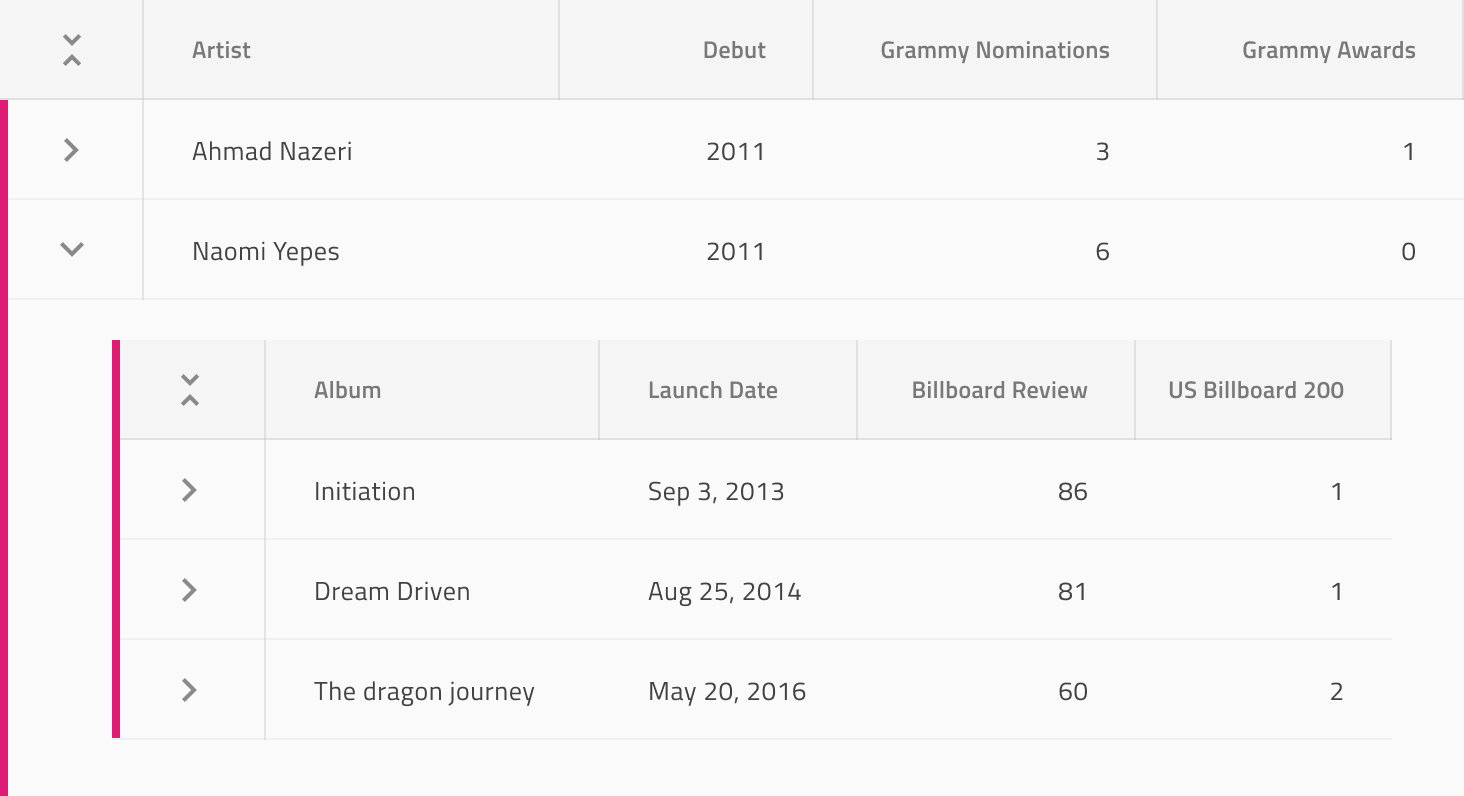 Artist Debut Grammy Nominations Grammy Awards
Ahmad Nazeri 2011 3 1
Naomi Yepes 2011 6 0
Album Launch Date Billboard Review US Billboard 200
Initiation Sep 3, 2013 86 1
Dream Driven Aug 25, 2014 81 1
The dragon journey May 20, 2016 60 2